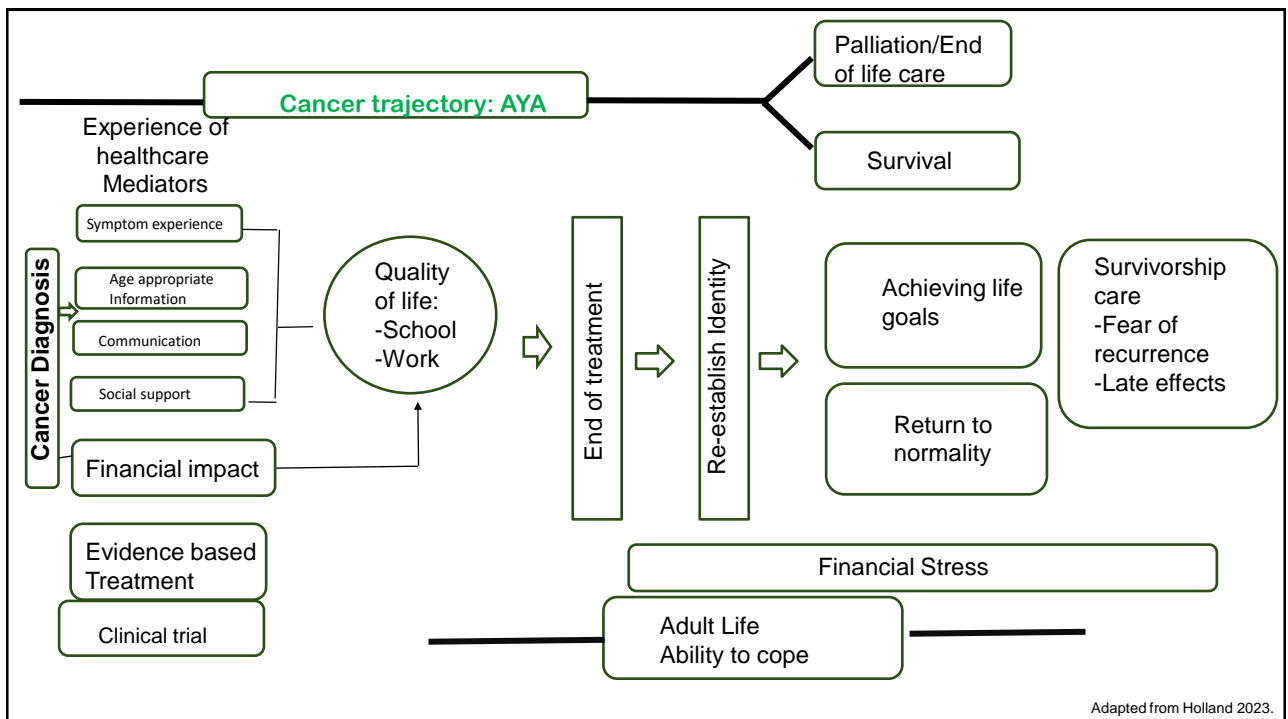 Palliation/End
of life care
Cancer trajectory: AYA
Survival
Experience of
healthcare
Mediators
Cancer Diagnosis
Symptom experience
Age appropriate
Information
Communication
Social support
Financial impact
Quality
of life:
-School
-Work
End of treatment
Re-establish Identity
Achieving life
goals
Return to
normality
Survivorship
care
-Fear of
recurrence
-Late effects
Evidence based
Treatment
Clinical trial
Financial Stress
Adult Life
Ability to cope
Adapted from Holland 2023.